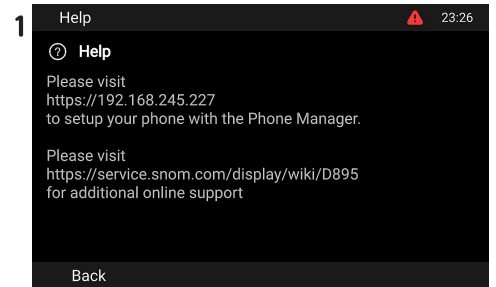 1
Help 23:26
Help
Please visit
https://192.168.245.227
to setup your phone with the Phone Manager.
Please visit
https://service.snom.com/display/wiki/D895
for additional online support
Back